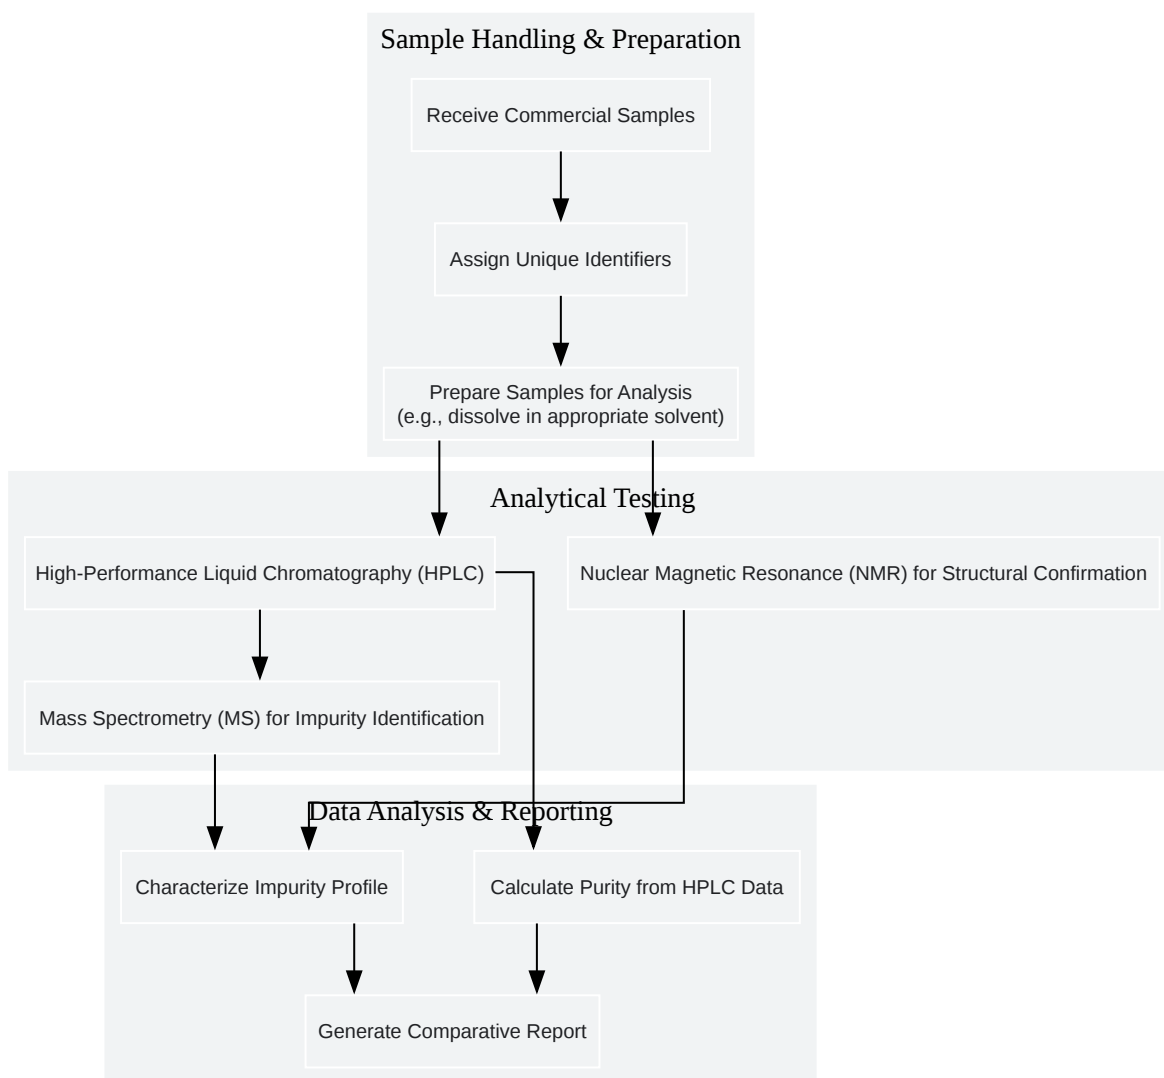 Sample Handling & Preparation
Receive Commercial Samples
Assign Unique Identifiers
Prepare Samples for Analysis
(e.g., dissolve in appropriate solvent)
Analytical Testing
High-Performance Liquid Chromatography (HPLC)
Nuclear Magnetic Resonance (NMR) for Structural Confirmation
Mass Spectrometry (MS) for Impurity Identification
Data Analysis & Reporting
Characterize Impurity Profile
Calculate Purity from HPLC Data
Generate Comparative Report